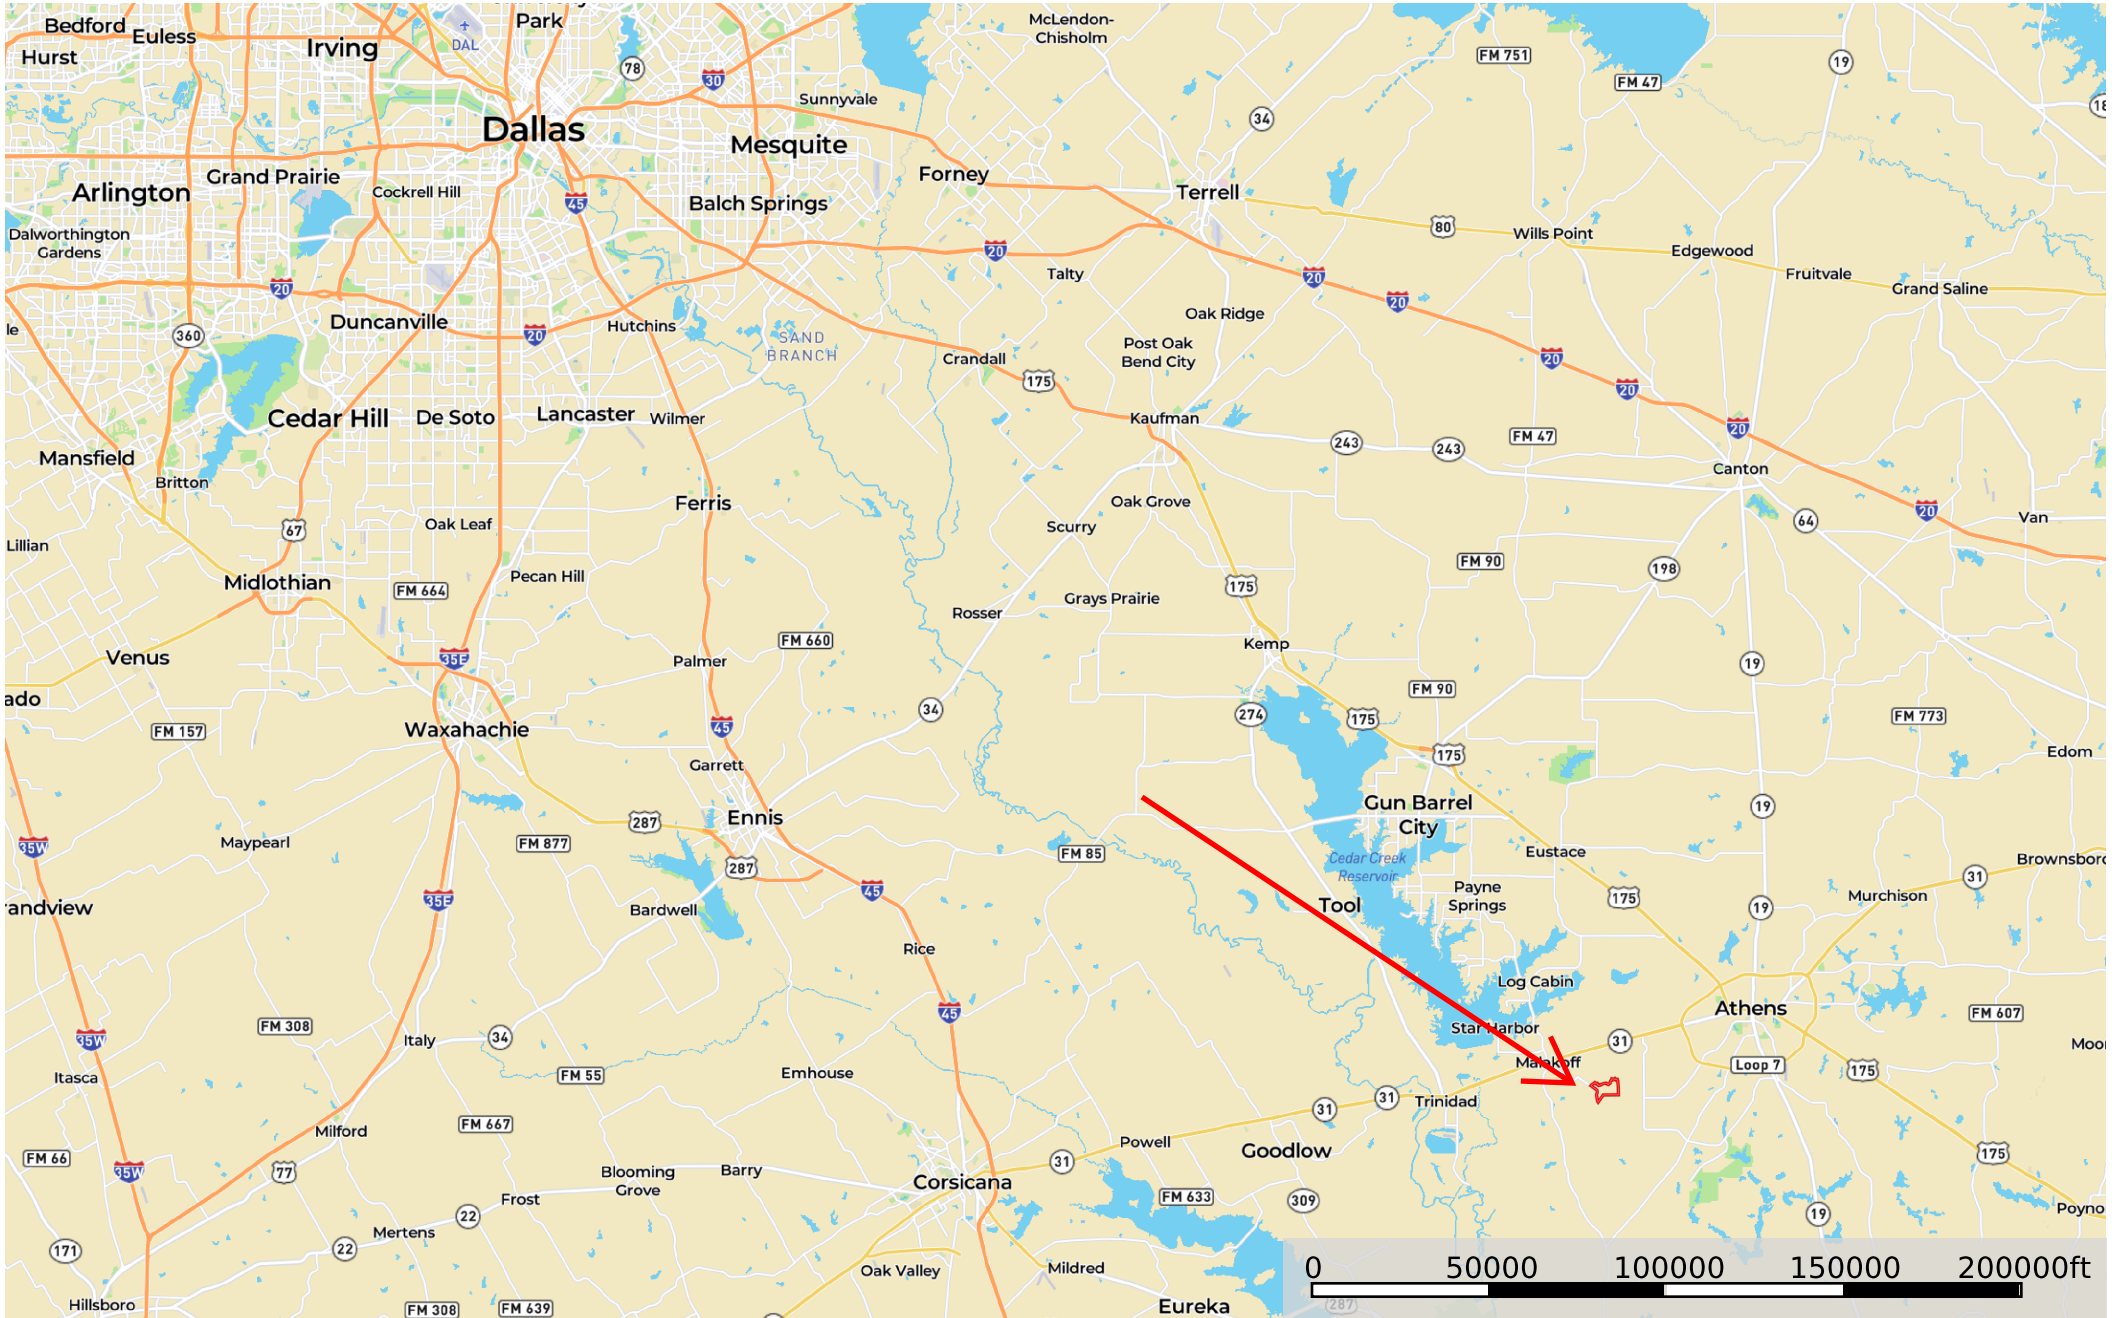 Park
McLendon-
Chisholm
Bedford
Euless
Irving
DAL
Hurst
78
30
FM 751
FM 47
19
18
Sunnyvale
34
Dallas
Mesquite
Forney
Terrell
Grand Prairie
Arlington
Cockrell Hill
45
Balch Springs
80
Wills Point
Dalworthington
Gardens
20
Edgewood
Talty
20
Fruitvale
Grand Saline
20
20
Oak Ridge
le
Duncanville
Hutchins
360
20
SAND
BRANCH
Post Oak
Bend City
Crandall
20
175
20
Cedar Hill
De Soto
Lancaster
Wilmer
Kaufman
20
243
243
FM 47
Mansfield
Canton
Britton
Ferris
Oak Grove
20
Van
64
67
Oak Leaf
Scurry
Lillian
FM 90
198
Midlothian
FM 664
Pecan Hill
175
Grays Prairie
Rosser
FM 660
Kemp
Venus
35E
Palmer
19
FM 90
ado
34
274
175
FM 773
FM 157
Waxahachie
45
175
Edom
Garrett
Gun Barrel
City
19
Ennis
287
Maypearl
FM 877
35W
FM 85
Eustace
Cedar Creek
Reservoir
Brownsboro
287
45
31
Payne
Springs
175
Murchison
35E
randview
Bardwell
Tool
19
Rice
Log Cabin
45
Athens
FM 607
FM 308
Star Harbor
34
Italy
35W
31
Moor
Malakoff
Loop 7
175
Itasca
FM 55
Emhouse
31
31
Trinidad
Milford
FM 667
Powell
Goodlow
FM 66
35W
77
Blooming
Grove
Barry
31
175
Corsicana
Frost
FM 633
309
Poyno
22
19
Mertens
22
171
Oak Valley
Mildred
0 50000 100000 150000 200000ft
Hillsboro
FM 308
FM 639
Eureka
287